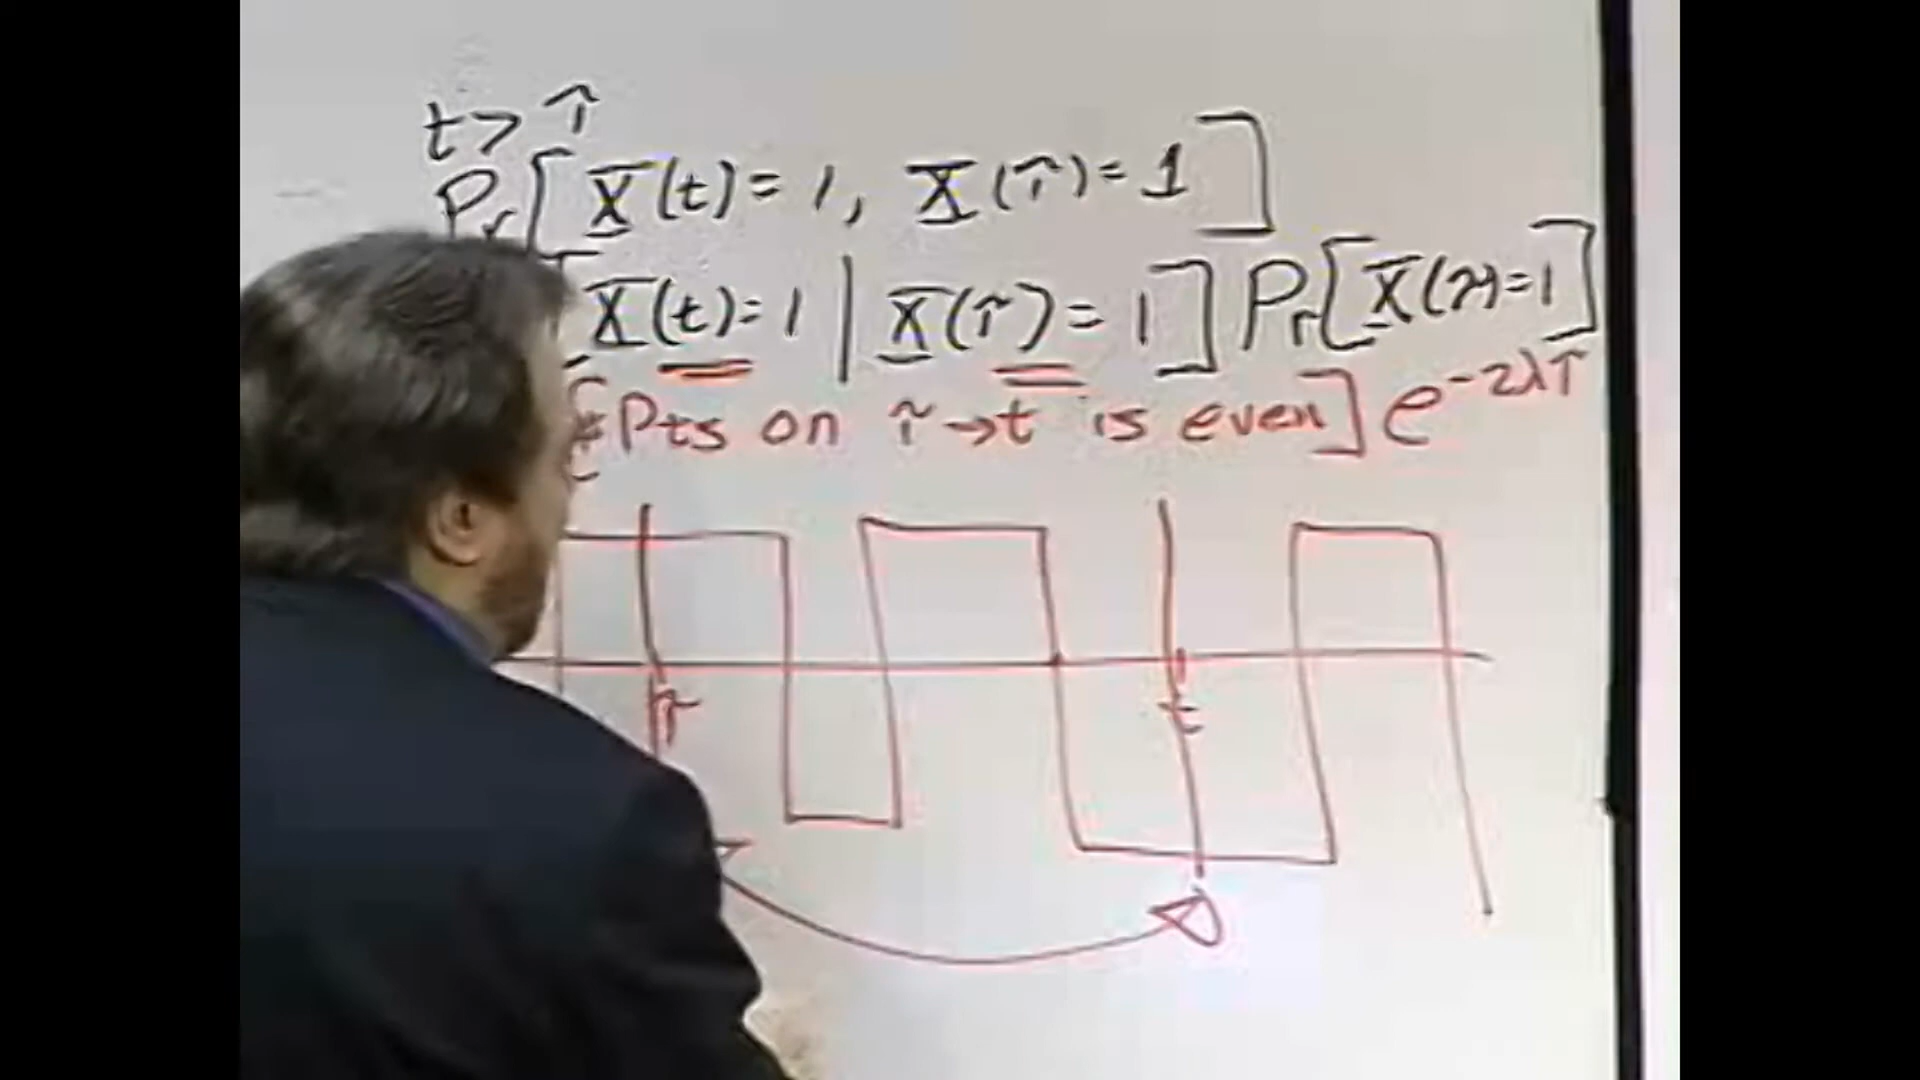 t> τ
Pr[X(t)=1, X(τ)=1]
X(t)=1|X(τ)=1]Pr[X(τ)=1]
[#Pts on τ→t is even]e^{-2λτ}
τ t